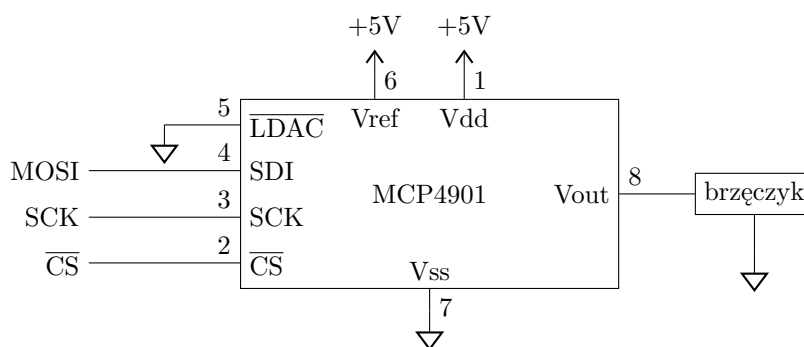 +5V +5V
6 1
5
LDAC Vref Vdd
MOSI 4 SDI
MCP4901 Vout 8 brzęczyk
SCK 3 SCK
CS 2 CS
Vss
7